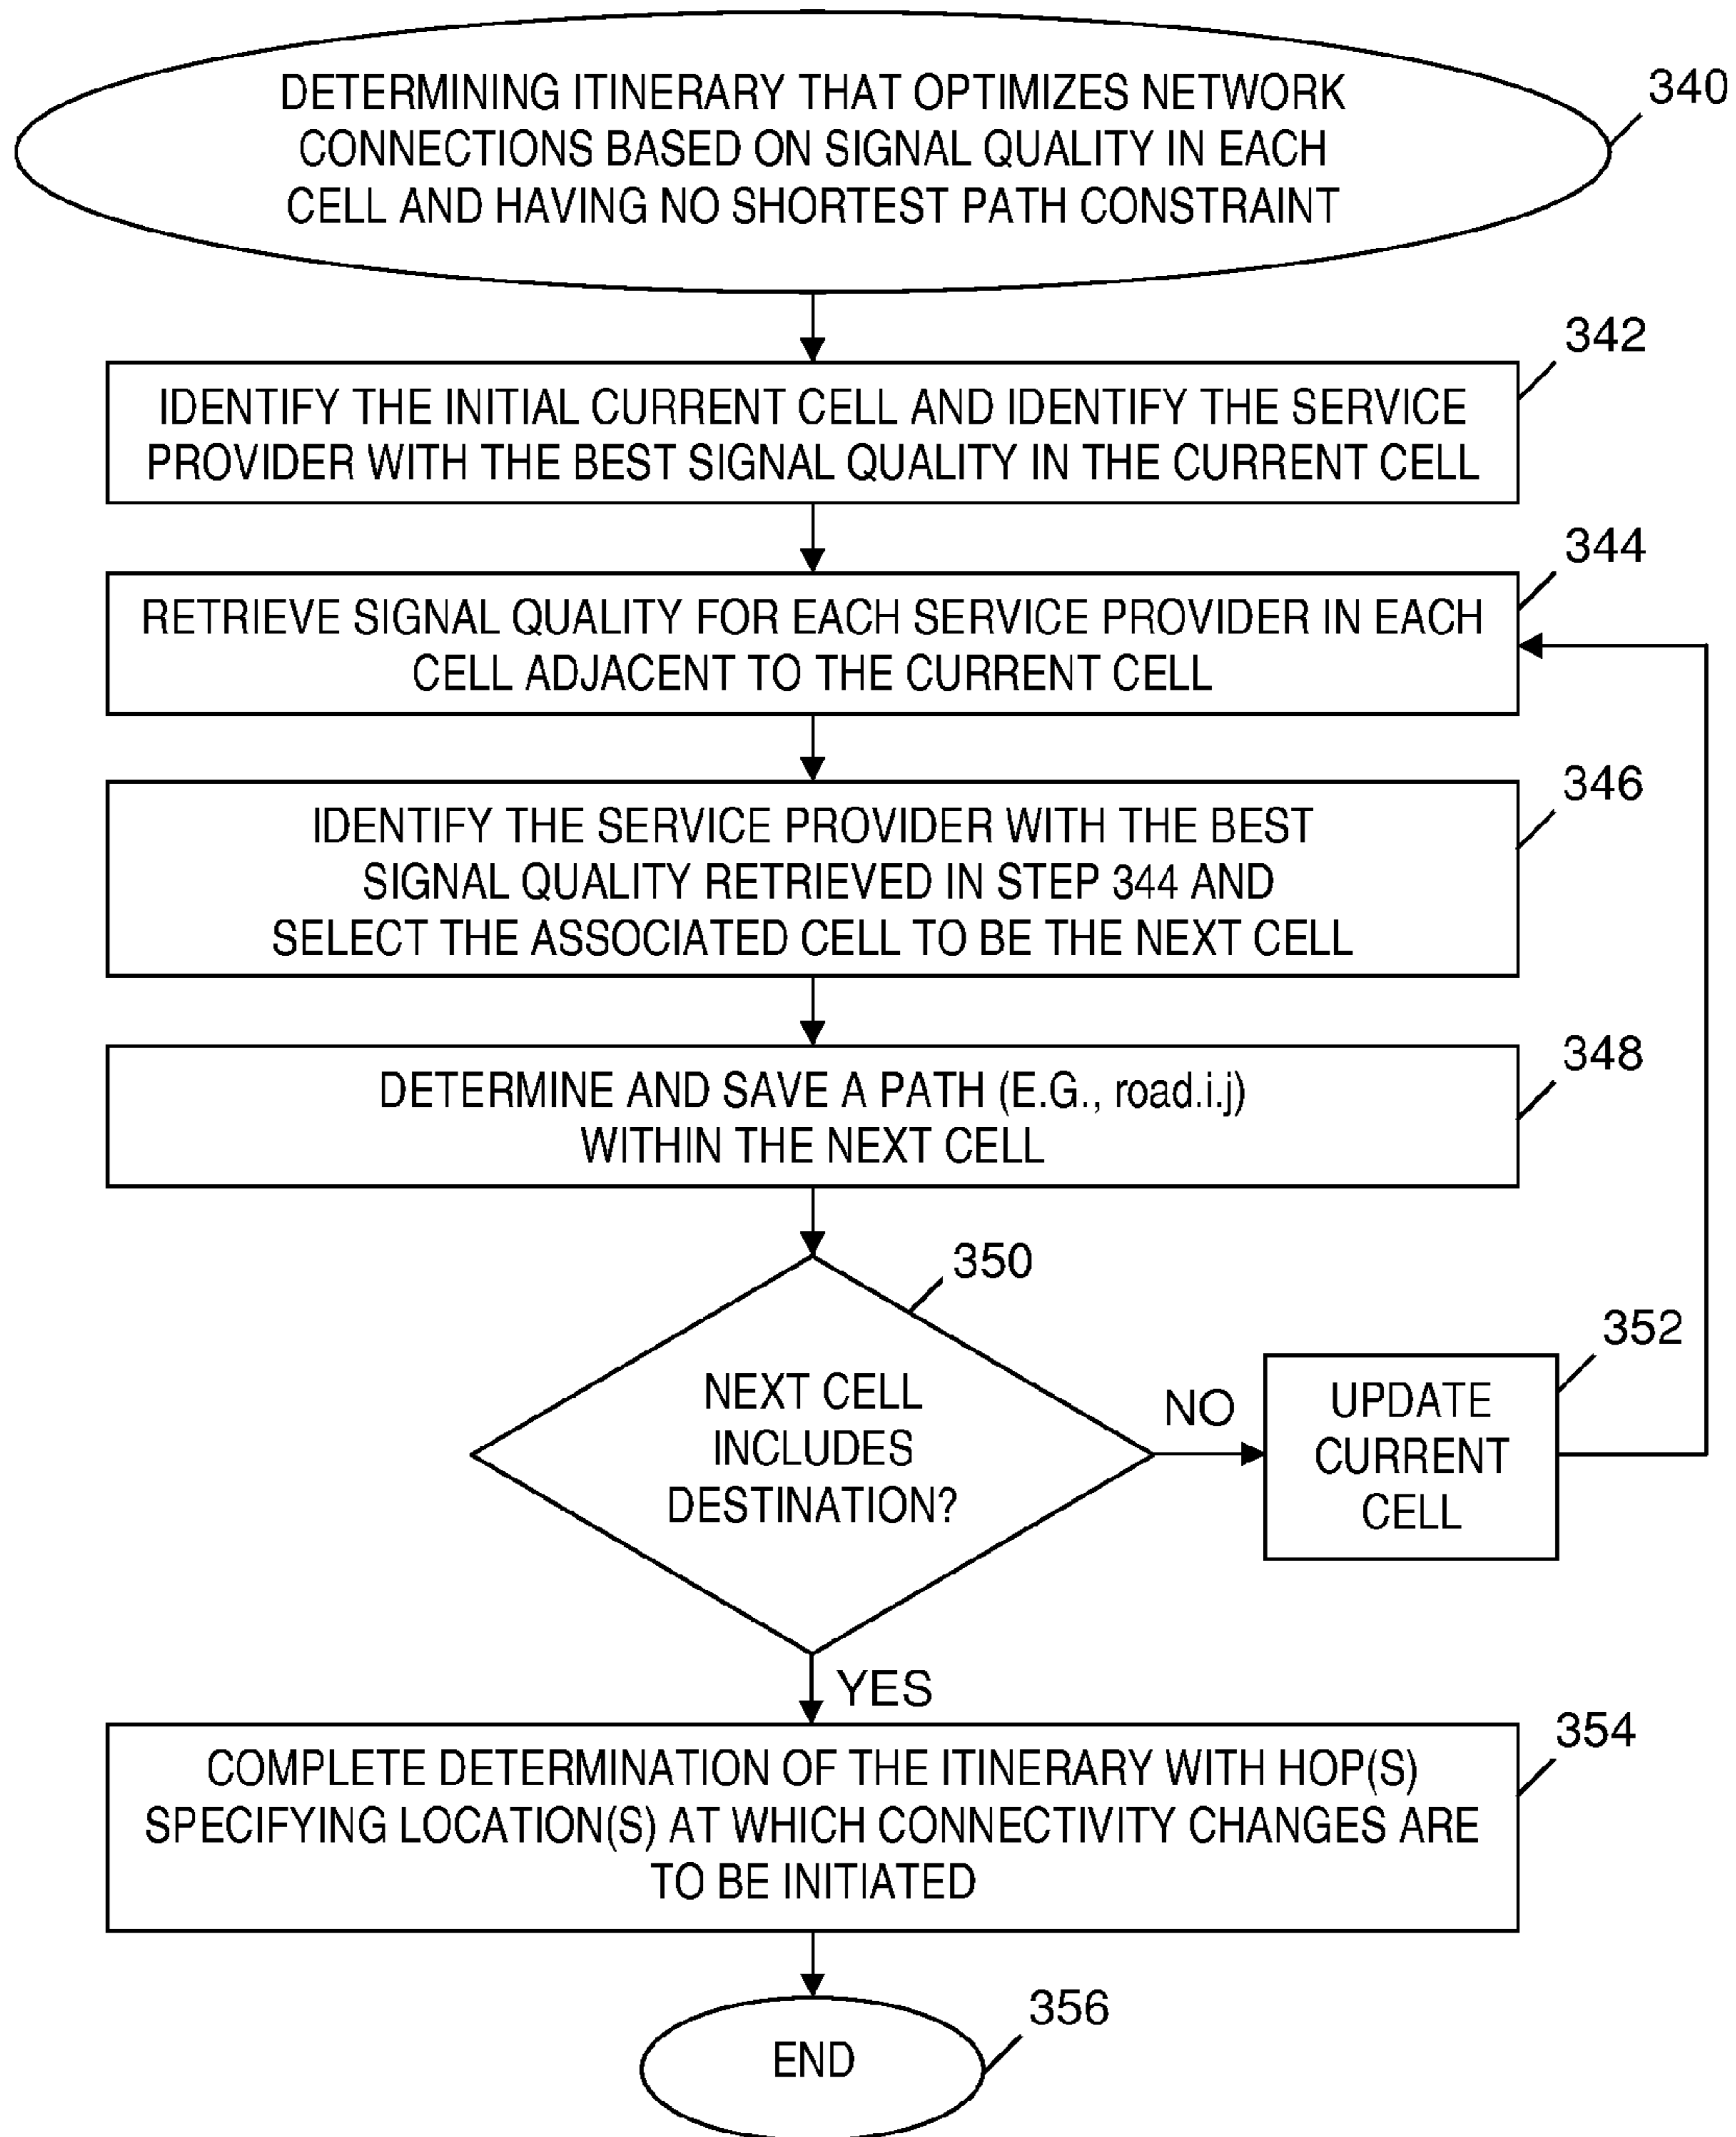 DETERMINING ITINERARY THAT OPTIMIZES NETWORK
CONNECTIONS BASED ON SIGNAL QUALITY IN EACH
CELL AND HAVING NO SHORTEST PATH CONSTRAINT
340
342
IDENTIFY THE INITIAL CURRENT CELL AND IDENTIFY THE SERVICE
PROVIDER WITH THE BEST SIGNAL QUALITY IN THE CURRENT CELL
344
RETRIEVE SIGNAL QUALITY FOR EACH SERVICE PROVIDER IN EACH
CELL ADJACENT TO THE CURRENT CELL
346
IDENTIFY THE SERVICE PROVIDER WITH THE BEST
SIGNAL QUALITY RETRIEVED IN STEP 344 AND
SELECT THE ASSOCIATED CELL TO BE THE NEXT CELL
348
DETERMINE AND SAVE A PATH (E.G., road.i.j)
WITHIN THE NEXT CELL
350
NEXT CELL
INCLUDES
DESTINATION?
NO
352
UPDATE
CURRENT
CELL
YES
354
COMPLETE DETERMINATION OF THE ITINERARY WITH HOP(S)
SPECIFYING LOCATION(S) AT WHICH CONNECTIVITY CHANGES ARE
TO BE INITIATED
356
END